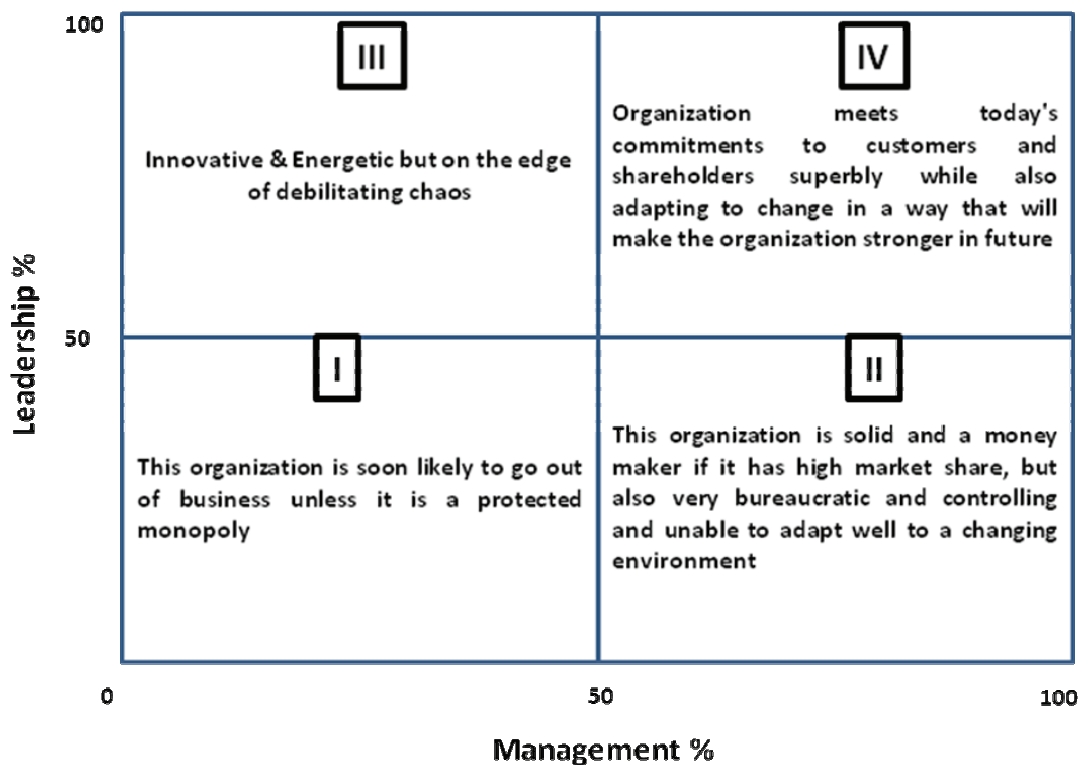 100
III
Innovative & Energetic but on the edge
of debilitating chaos
IV
Organization meets today's
commitments to customers and
shareholders superbly while also
adapting to change in a way that will
make the organization stronger in future
Leadership %
50
I
This organization is soon likely to go out
of business unless it is a protected
monopoly
II
This organization is solid and a money
maker if it has high market share, but
also very bureaucratic and controlling
and unable to adapt well to a changing
environment
0
50
100
Management %